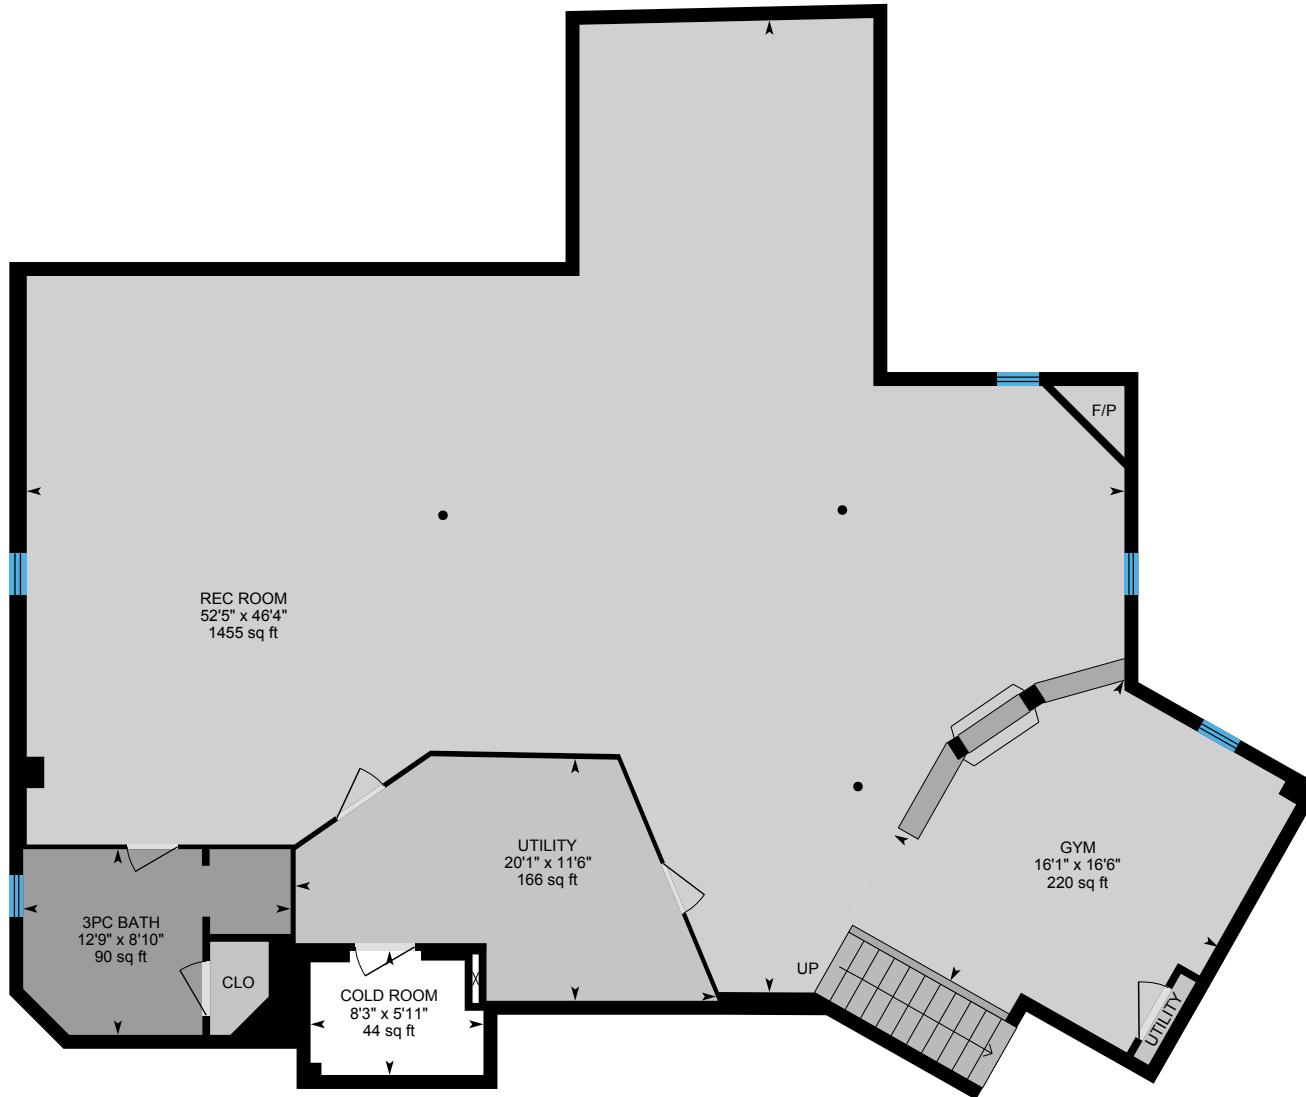 F/P
REC ROOM
52'5" x 46'4"
1455 sq ft
UTILITY
20'1" x 11'6"
166 sq ft
GYM
16'1" x 16'6"
220 sq ft
3PC BATH
12'9" x 8'10"
90 sq ft
CLO
UP
COLD ROOM
8'3" x 5'11"
44 sq ft
UTILITY